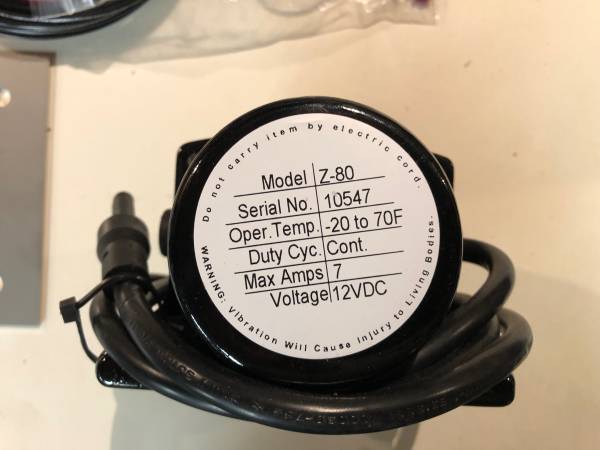 Do not carry item by electric cord.
Model Z-80
Serial No. 10547
Oper.Temp. -20 to 70F
Duty Cyc. Cont.
Max Amps 7
Voltage 12VDC
WARNING: Vibration Will Cause Injury to Living Bodies.